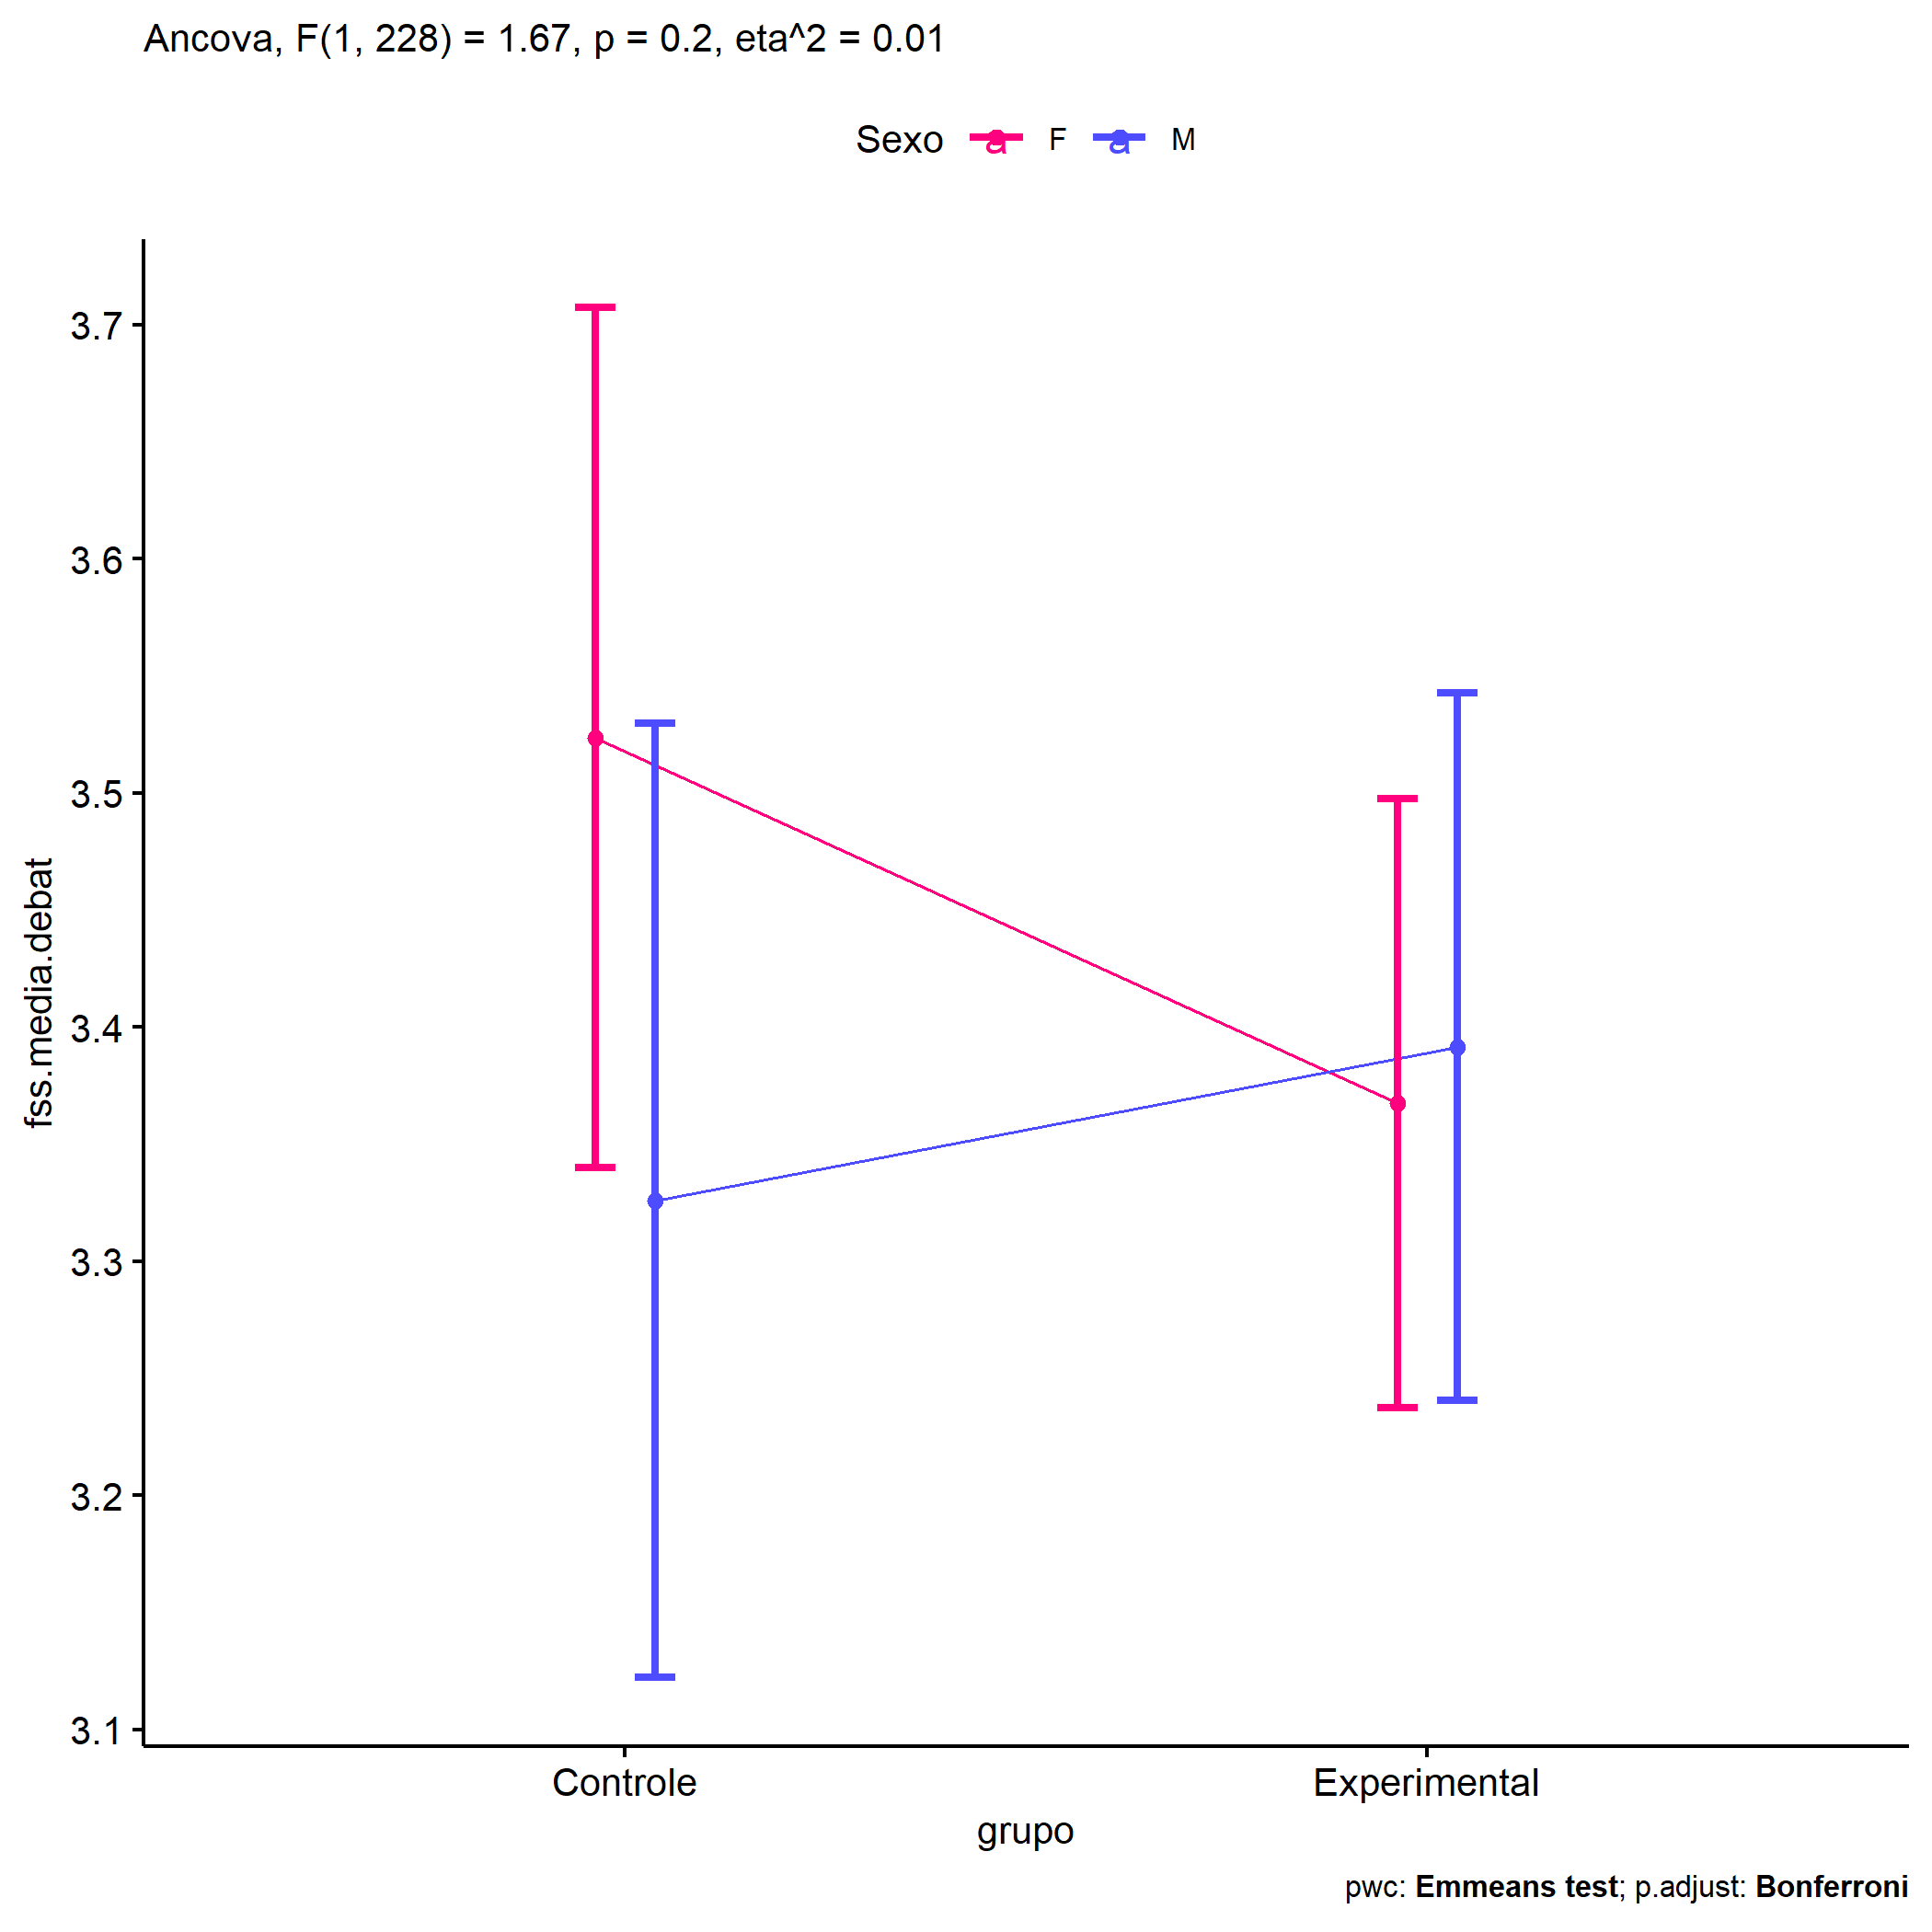 Ancova, F(1, 228) = 1.67, p = 0.2, eta^2 = 0.01
Sexo a F a M
3.7
3.6
3.5
3.4
3.3
3.2
3.1
fss.media.debat
Controle Experimental
grupo
pwc: Emmeans test; p.adjust: Bonferroni